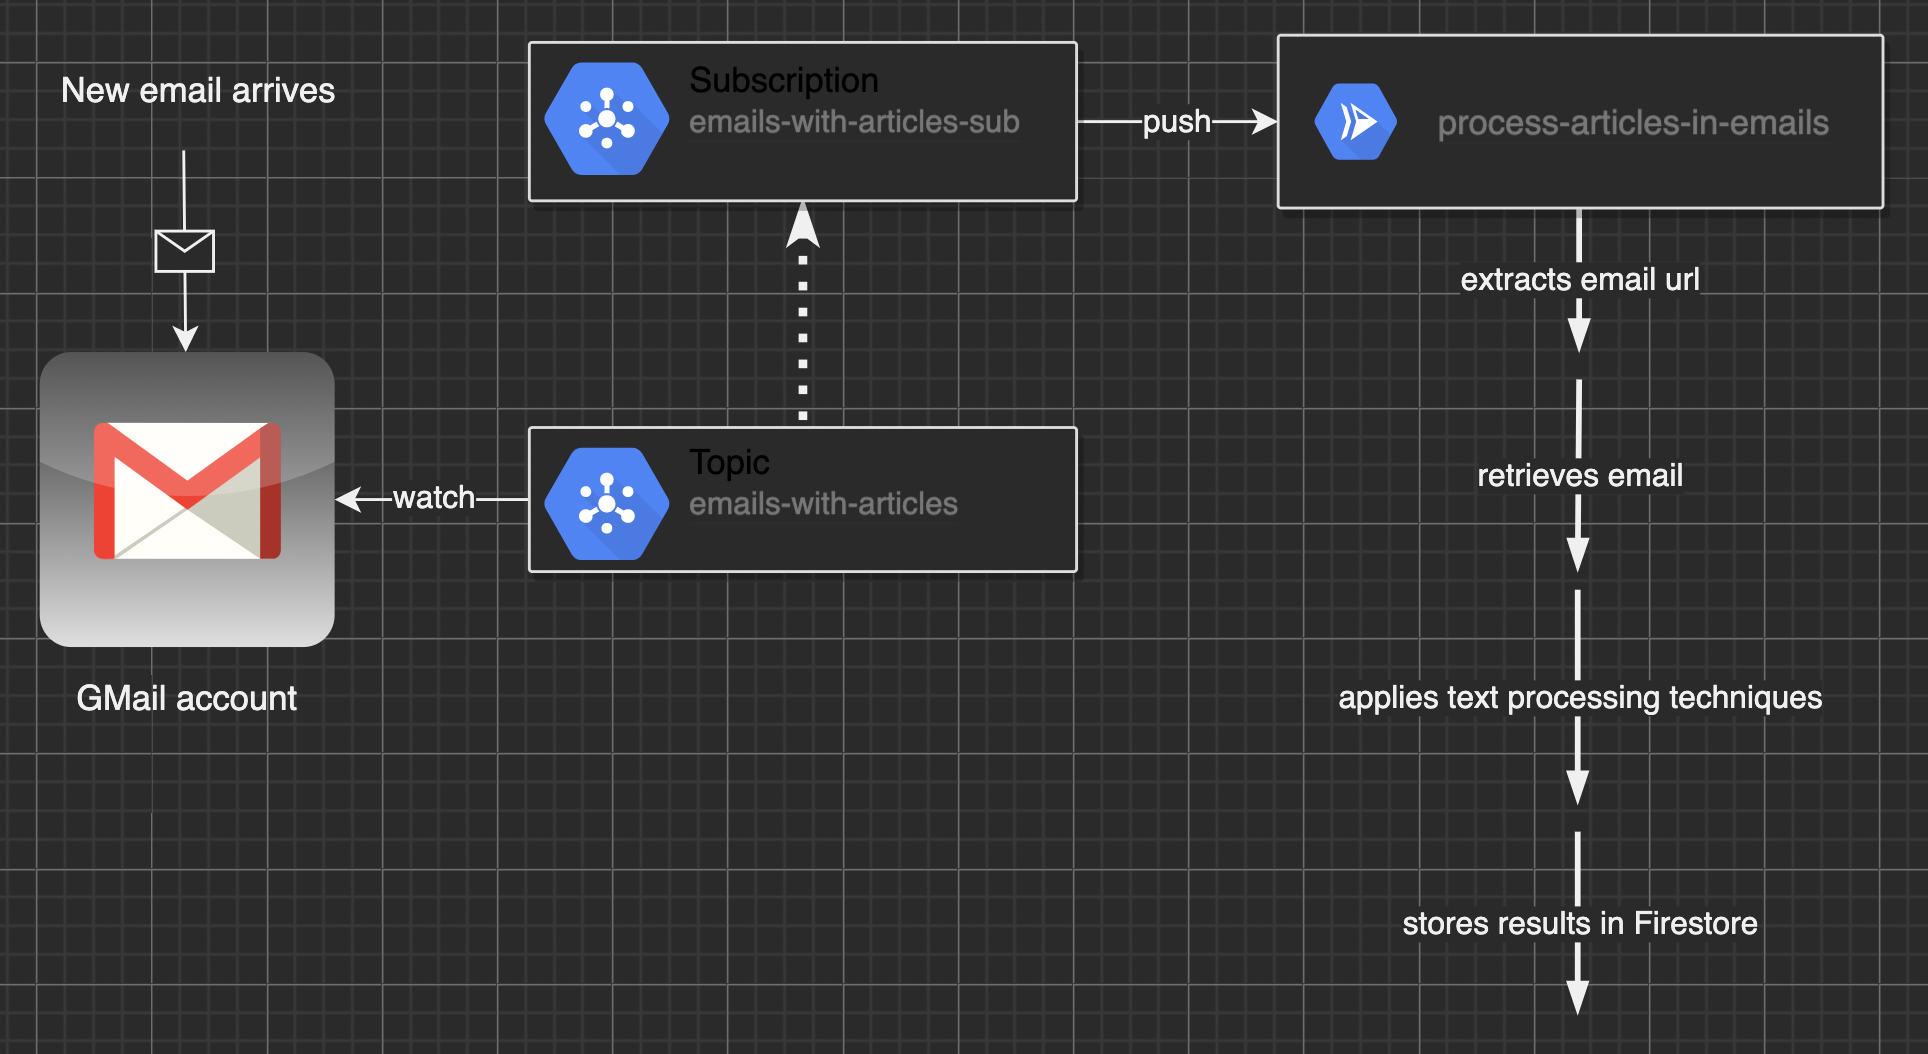 New email arrives
GMail account
watch
Topic
emails-with-articles
Subscription
emails-with-articles-sub
push
process-articles-in-emails
extracts email url
retrieves email
applies text processing techniques
stores results in Firestore